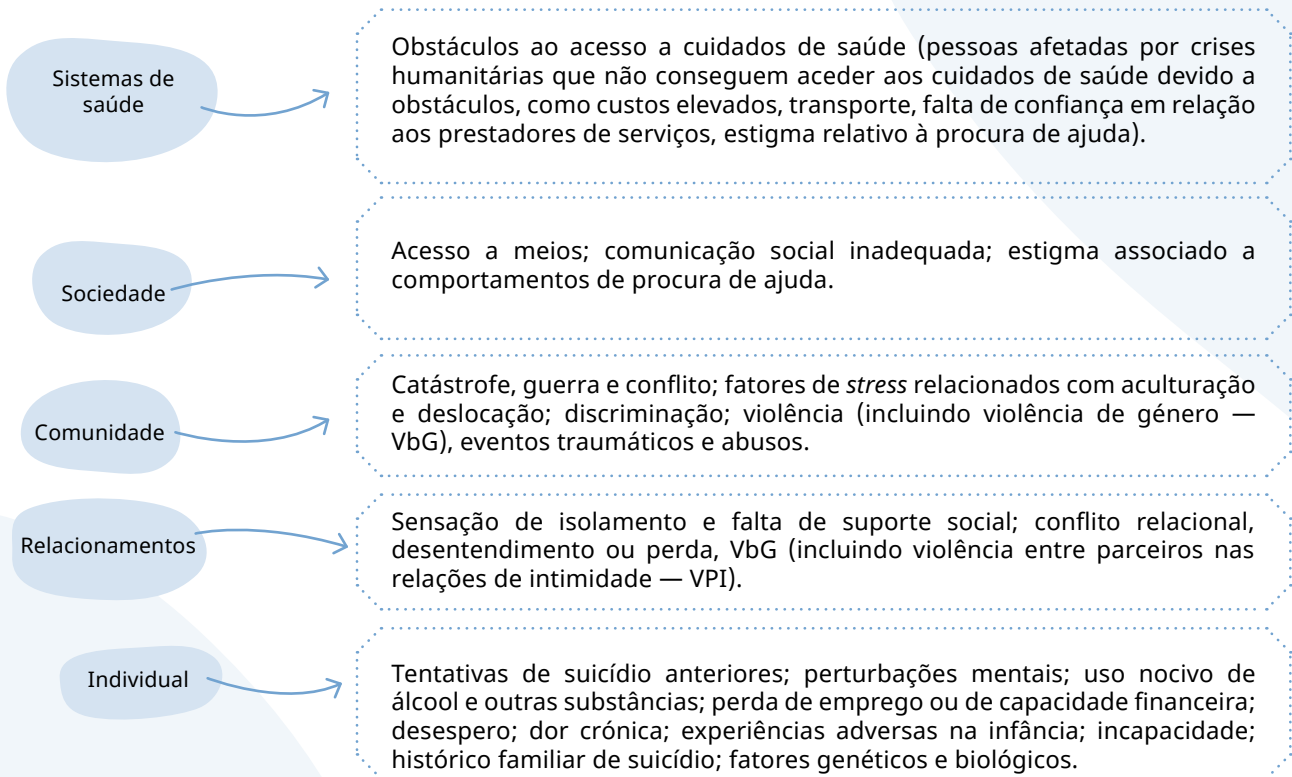 Sistemas de
saúde
Obstáculos ao acesso a cuidados de saúde (pessoas afetadas por crises
humanitárias que não conseguem aceder aos cuidados de saúde devido a
obstáculos, como custos elevados, transporte, falta de confiança em relação
aos prestadores de serviços, estigma relativo à procura de ajuda).
Sociedade
Acesso a meios; comunicação social inadequada; estigma associado a
comportamentos de procura de ajuda.
Comunidade
Catástrofe, guerra e conflito; fatores de stress relacionados com aculturação
e deslocação; discriminação; violência (incluindo violência de género —
VbG), eventos traumáticos e abusos.
Relacionamentos
Sensação de isolamento e falta de suporte social; conflito relacional,
desentendimento ou perda, VbG (incluindo violência entre parceiros nas
relações de intimidade — VPI).
Individual
Tentativas de suicídio anteriores; perturbações mentais; uso nocivo de
álcool e outras substâncias; perda de emprego ou de capacidade financeira;
desespero; dor crónica; experiências adversas na infância; incapacidade;
histórico familiar de suicídio; fatores genéticos e biológicos.